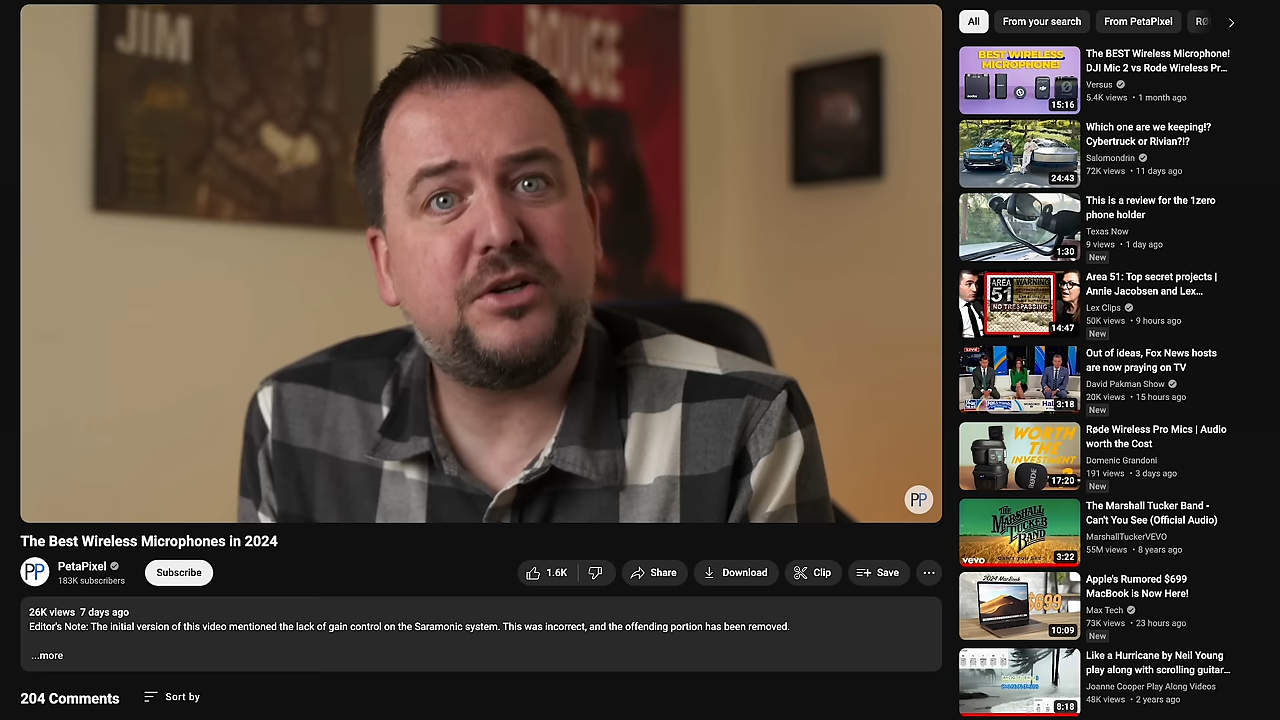 JIM
PP
The Best Wireless Microphones in 2024
PP
PetaPixel
183K subscribers
Subscribe
1.6K
Share
Download
Clip
Save
26K views 7 days ago
Editor's Note: The initial version of this video mentioned the lack of gain control on the Saramonic system. This was incorrect, and the offending portion has been removed.
...more
204 Comments
Sort by
All
From your search
From PetaPixel
BEST WIRELESS
MICROPHONE!
15:16
The BEST Wireless Microphone!
DJI Mic 2 vs Rode Wireless Pr...
Versus
5.4K views • 1 month ago
24:43
Which one are we keeping!?
Cybertruck or Rivian?!?
Salomondrin
72K views • 11 days ago
1:30
This is a review for the 1zero
phone holder
Texas Now
9 views • 1 day ago
New
AREA
51
WARNING
NO TRESPASSING
14:47
Area 51: Top secret projects |
Annie Jacobsen and Lex...
Lex Clips
50K views • 9 hours ago
New
LIVE
3:18
Out of ideas, Fox News hosts
are now praying on TV
David Pakman Show
20K views • 15 hours ago
New
WORTH
THE
INVESTMENT
RØDE
17:20
Røde Wireless Pro Mics | Audio
worth the Cost
Domenic Grandoni
191 views • 3 days ago
New
THE
MARSHALL
TUCKER
BAND
CAN'T YOU SEE
vevo
3:22
The Marshall Tucker Band -
Can't You See (Official Audio)
MarshallTuckerVEVO
55M views • 8 years ago
2024 MacBook
$699
10:09
Apple's Rumored
MacBook is Now Here!
Max Tech
73K views • 23 hours ago
New
8:18
Like a Hurricane by Neil Young
play along with scrolling guitar...
Joanne Cooper Play Along Videos
48K views • 2 years ago